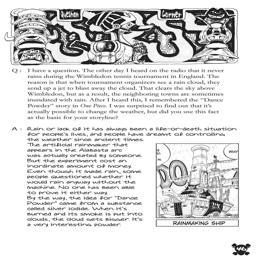 Q: I have a question. The other day I heard on the radio that it never
rains during the Wimbledon tennis tournament in England. The
reason is that when tournament organizers see a rain cloud, they
send up a jet to blast away the cloud. That clears the sky above
Wimbledon, but as a result, the neighboring towns are sometimes
inundated with rain. After I heard this, I remembered the "Dance
Powder" story in One Piece. I was surprised to find out that it's
actually possible to change the weather, but did you use this fact
as the basis for your storyline?
A: Rain or lack of it has always been a life-or-death situation
for people's lives, and people have dreamt of controlling
the weather since ancient times.
The artificial rainmaker that
appears in the Alabasta arc
was actually created by someone.
But the experiment cost an
inordinate amount of money.
Even though it made rain, some
people questioned whether it
would rain anyway without the
machine. No one has been able
to prove it either way.
By the way, the idea for "Dance
Powder" came from a substance
called silver iodide. When it's
burned and its smoke is put into
clouds, the cloud gets bigger. It's
a very interesting powder.
RAINMAKING SHIP